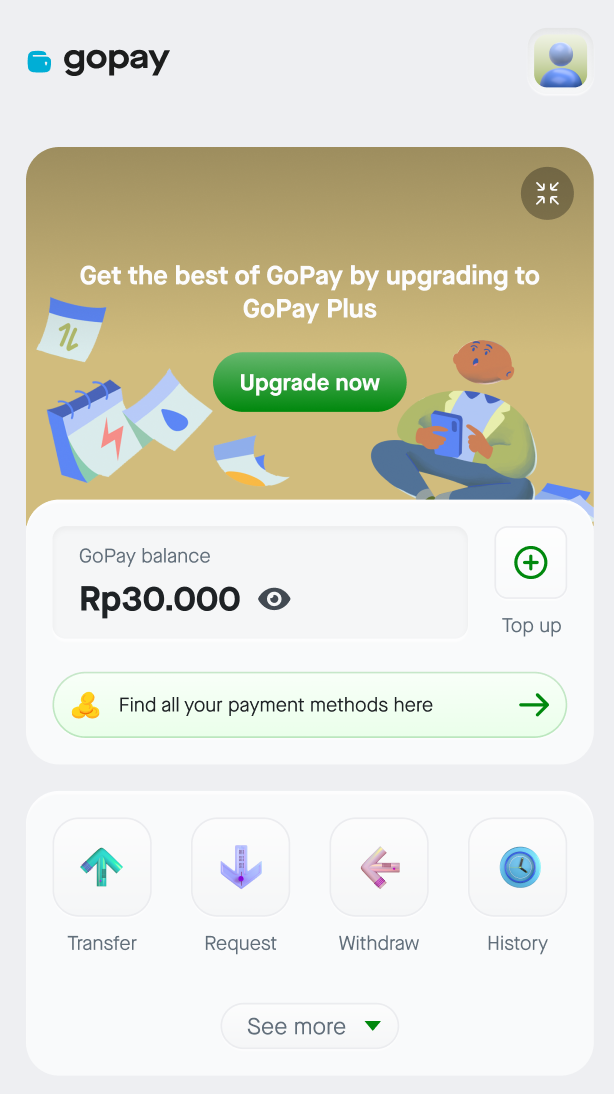 gopay
Get the best of GoPay by upgrading to
GoPay Plus
Upgrade now
GoPay balance
Rp30.000
Top up
Find all your payment methods here
Transfer
Request
Withdraw
History
See more